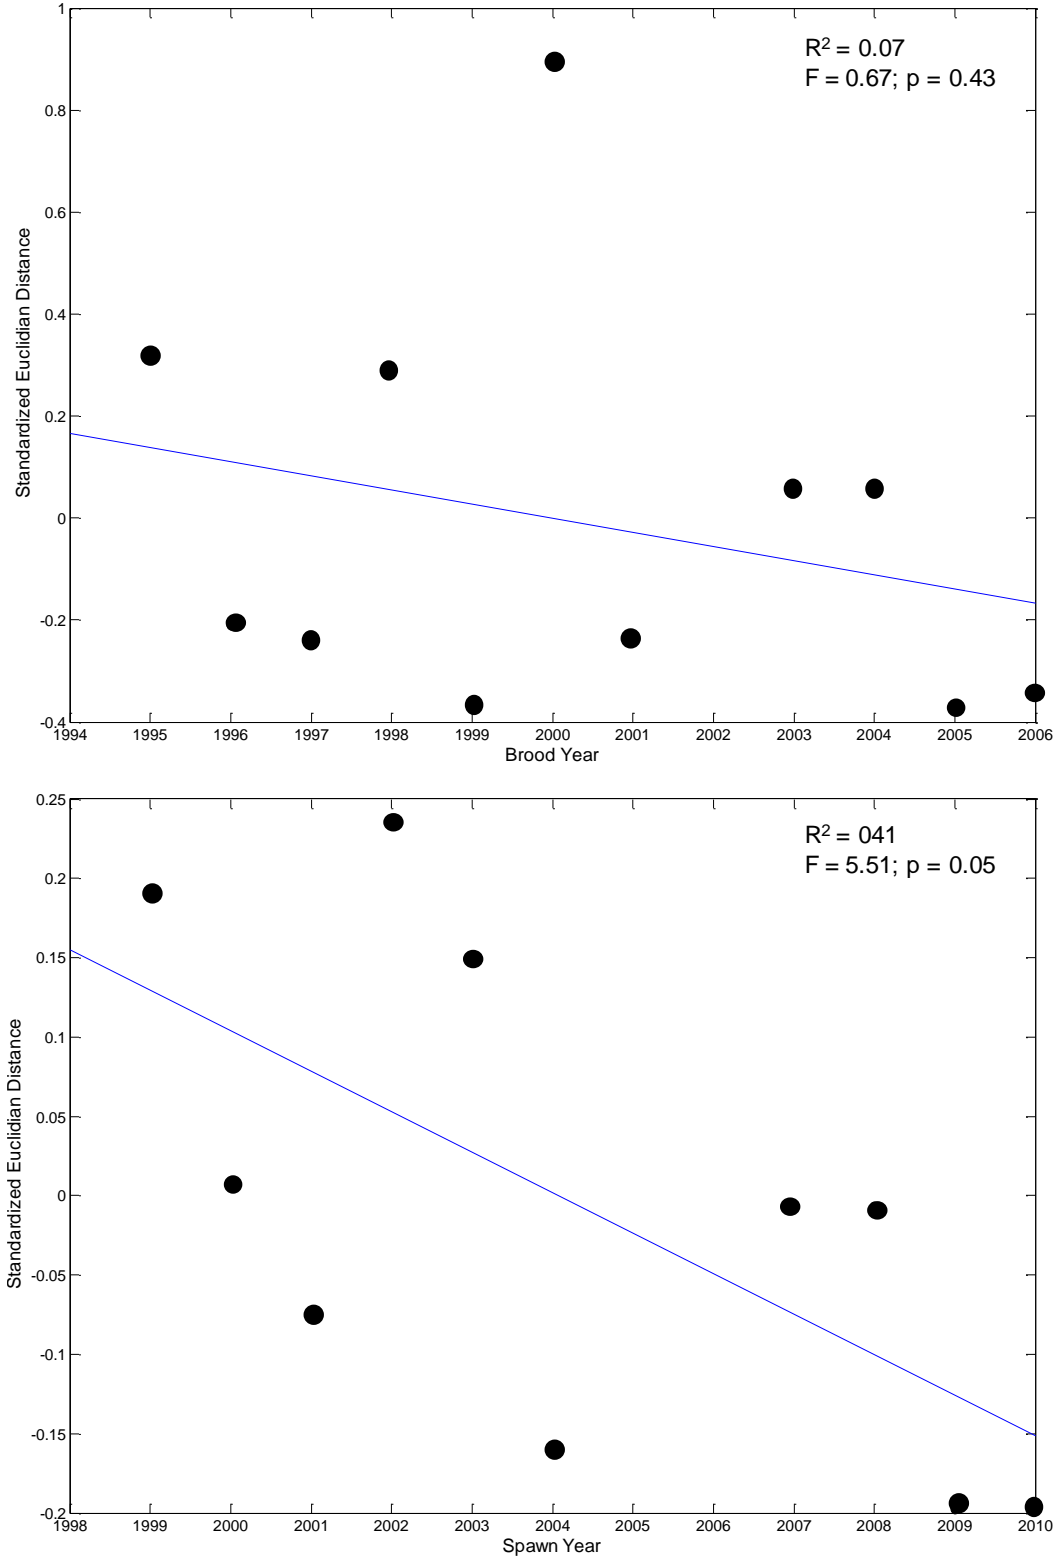 1
0.8
0.6
0.4
0.2
0
-0.2
-0.4
Standardized Euclidian Distance
R² = 0.07
F = 0.67; p = 0.43
1994 1995 1996 1997 1998 1999 2000 2001 2002 2003 2004 2005 2006
Brood Year
0.25
0.2
0.15
0.1
0.05
0
-0.05
-0.1
-0.15
-0.2
Standardized Euclidian Distance
R² = 041
F = 5.51; p = 0.05
1998 1999 2000 2001 2002 2003 2004 2005 2006 2007 2008 2009 2010
Spawn Year